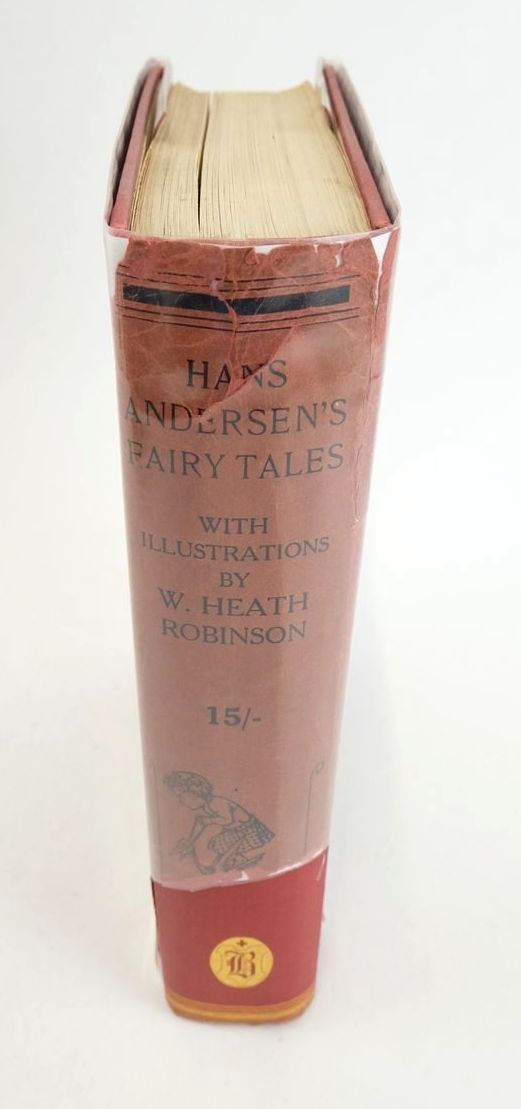 HANS
ANDERSEN'S
FAIRY TALES
WITH
ILLUSTRATIONS
BY
W. HEATH
ROBINSON
15/-
B